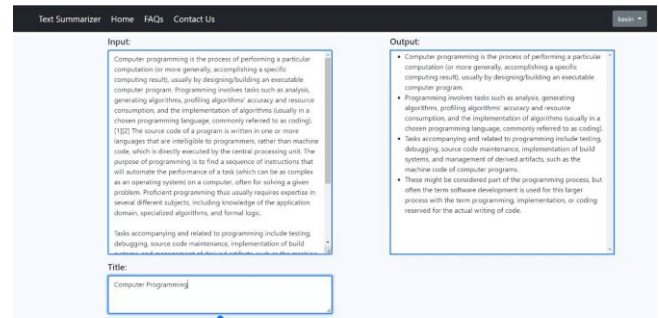 Text Summarizer Home FAQs Contact Us kevin
Input:
Computer programming is the process of performing a particular
computation (or more generally, accomplishing a specific
computing result), usually by designing/building an executable
computer program. Programming involves tasks such as analysis,
generating algorithms, profiling algorithms' accuracy and resource
consumption, and the implementation of algorithms (usually in a
chosen programming language, commonly referred to as coding).
[1][2] The source code of a program is written in one or more
languages that are intelligible to programmers, rather than machine
code, which is directly executed by the central processing unit. The
purpose of programming is to find a sequence of instructions that
will automate the performance of a task (which can be as complex
as an operating system) on a computer, often for solving a given
problem. Proficient programming thus usually requires expertise in
several different subjects, including knowledge of the application
domain, specialized algorithms, and formal logic.
Tasks accompanying and related to programming include testing,
debugging, source code maintenance, implementation of build
systems, and management of derived artifacts, such as the machine
Title:
Computer Programming
Output:
• Computer programming is the process of performing a particular
computation (or more generally, accomplishing a specific
computing result), usually by designing/building an executable
computer program.
• Programming involves tasks such as analysis, generating
algorithms, profiling algorithms' accuracy and resource
consumption, and the implementation of algorithms (usually in a
chosen programming language, commonly referred to as coding).
• Tasks accompanying and related to programming include testing,
debugging, source code maintenance, implementation of build
systems, and management of derived artifacts, such as the
machine code of computer programs.
• These might be considered part of the programming process, but
often the term software development is used for this larger
process with the term programming, implementation, or coding
reserved for the actual writing of code.